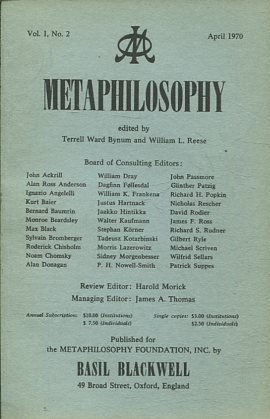 Vol. I, No. 2 April 1970
METAPHILOSOPHY
edited by
Terrell Ward Bynum and William L. Reese
Board of Consulting Editors:
John Ackrill William Dray John Passmore
Alan Ross Anderson Dagfinn Føllesdal Günther Patzig
Ignazio Angelelli William K. Frankena Richard H. Popkin
Kurt Baier Justus Hartnack Nicholas Rescher
Bernard Baumrin Jaakko Hintikka David Rodier
Monroe Beardsley Walter Kaufmann James F. Ross
Max Black Stephan Körner Richard S. Rudner
Sylvain Bromberger Tadeusz Kotarbinski Gilbert Ryle
Roderick Chisholm Morris Lazerowitz Michael Scriven
Noam Chomsky Sidney Morgenbesser Wilfrid Sellars
Alan Donagan P. H. Nowell-Smith Patrick Suppes
Review Editor: Harold Morick
Managing Editor: James A. Thomas
Annual Subscription: $10.00 (Institutions) Single copies: $3.00 (Institutions)
$ 7.50 (Individuals) $2.50 (Individuals)
Published for
the METAPHILOSOPHY FOUNDATION, INC. by
BASIL BLACKWELL
49 Broad Street, Oxford, England